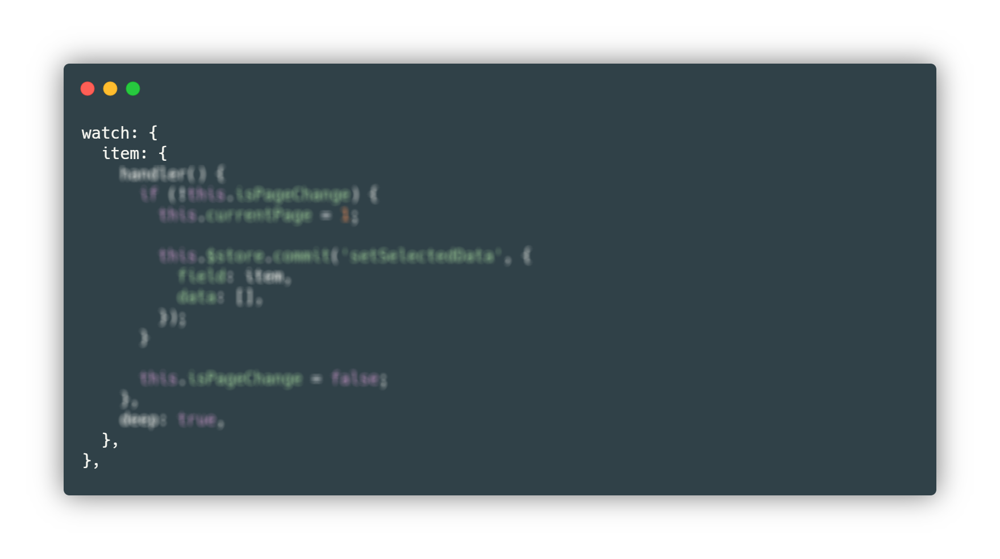 watch: {
  item: {
    handler() {
      if (!this.isPageChange) {
        this.currentPage = 1;

        this.$store.commit('setSelectedData', {
          field: item,
          data: [],
        });
      }

      this.isPageChange = false;
    },
    deep: true,
  },
},